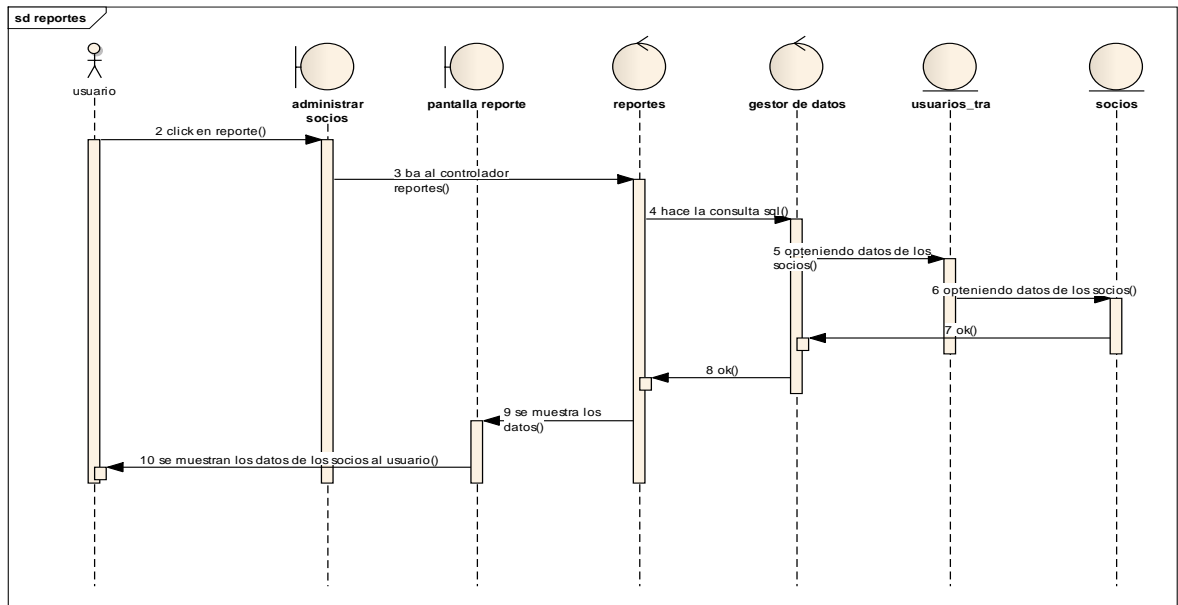 sd reportes
usuario
administrar
socios
pantalla reporte
reportes
gestor de datos
usuarios_tra
socios
2 click en reporte()
3 ba al controlador
reportes()
4 hace la consulta sql()
5 opteniendo datos de los
socios()
6 opteniendo datos de los socios()
7 ok()
8 ok()
9 se muestra los
datos()
10 se muestran los datos de los socios al usuario()